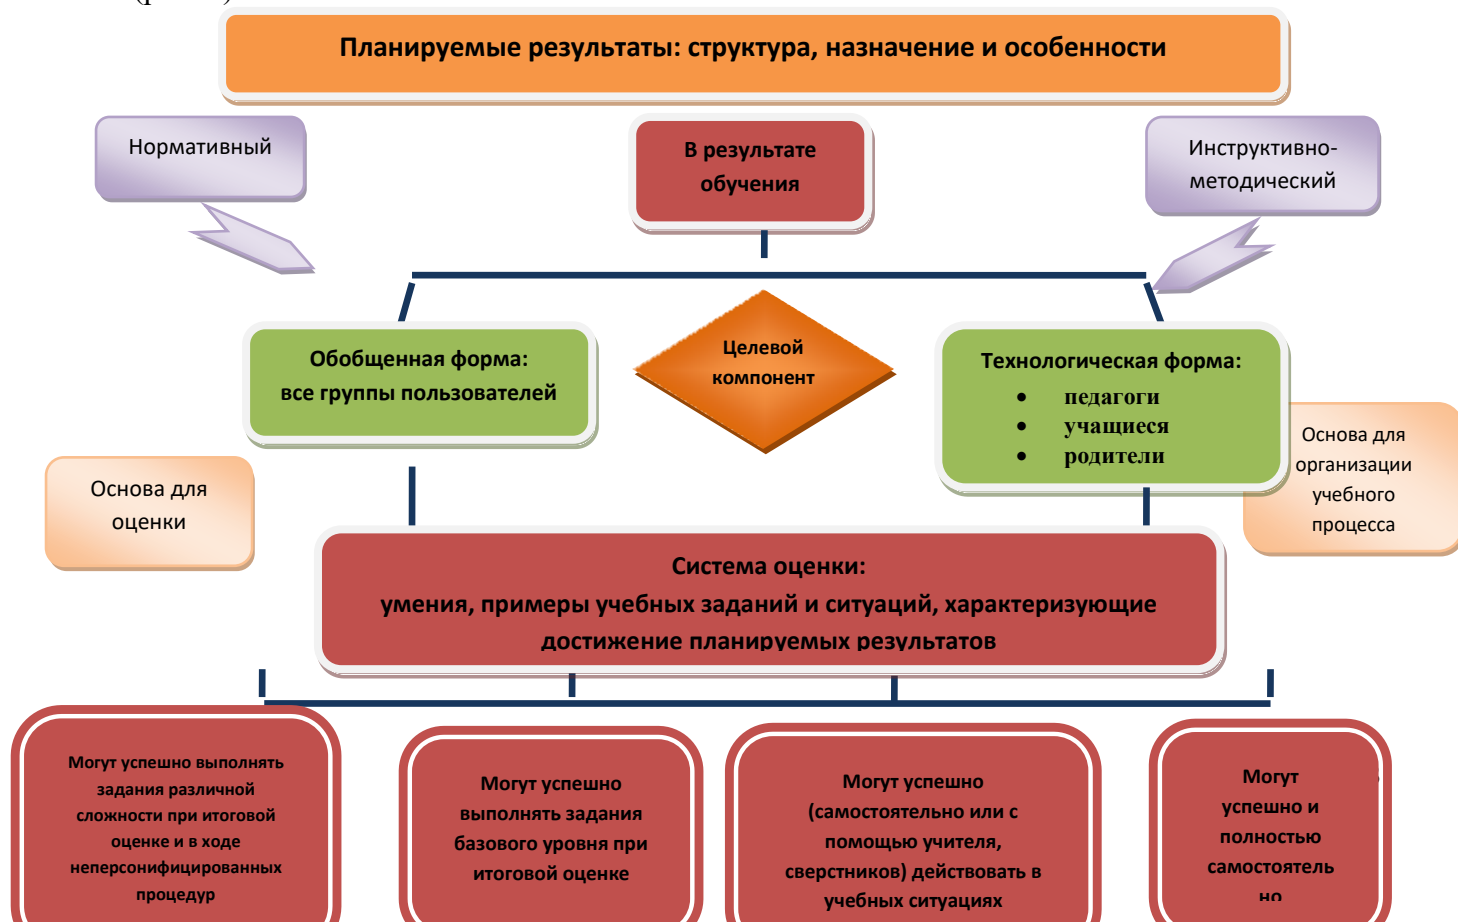 Планируемые результаты: структура, назначение и особенности
Нормативный
В результате
обучения
Инструктивно-
методический
Обобщенная форма:
все группы пользователей
Целевой
компонент
Технологическая форма:
• педагоги
• учащиеся
• родители
Основа для
оценки
Основа для
организации
учебного
процесса
Система оценки:
умения, примеры учебных заданий и ситуаций, характеризующие
достижение планируемых результатов
Могут успешно выполнять
задания различной
сложности при итоговой
оценке и в ходе
неперсонифицированных
процедур
Могут успешно
выполнять задания
базового уровня при
итоговой оценке
Могут успешно
(самостоятельно или с
помощью учителя,
сверстников) действовать в
учебных ситуациях
Могут
успешно и
полностью
самостоятель
но